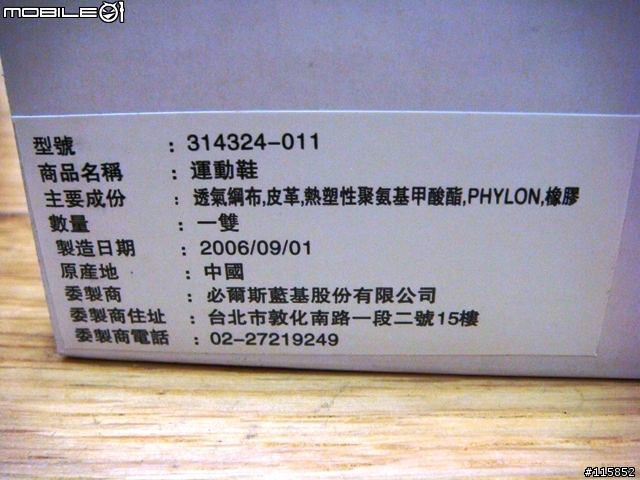 MOBILE01
型號 : 314324-011
商品名稱 : 運動鞋
主要成份 : 透氣綱布,皮革,熱塑性聚氨基甲酸酯,PHYLON,橡膠
數量 : 一雙
製造日期 : 2006/09/01
原產地 : 中國
委製商 : 必爾斯藍基股份有限公司
委製商住址 : 台北市敦化南路一段二號15樓
委製商電話 : 02-27219249
#115852